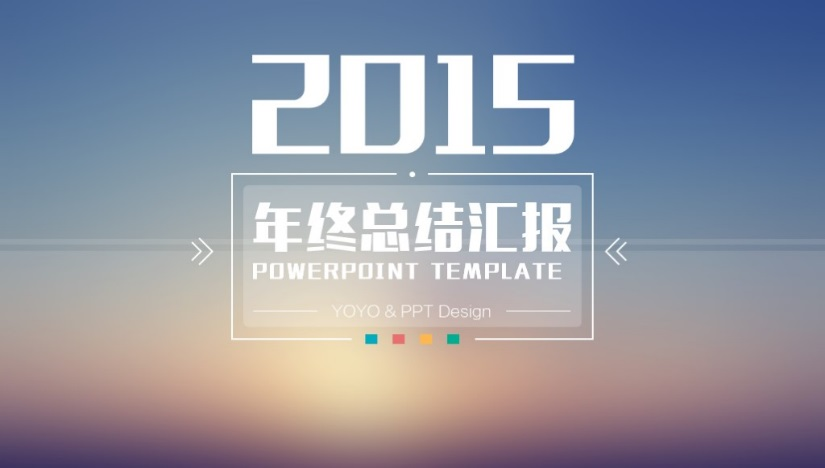 2015
年终总结汇报
POWERPOINT TEMPLATE
YOYO & PPT Design